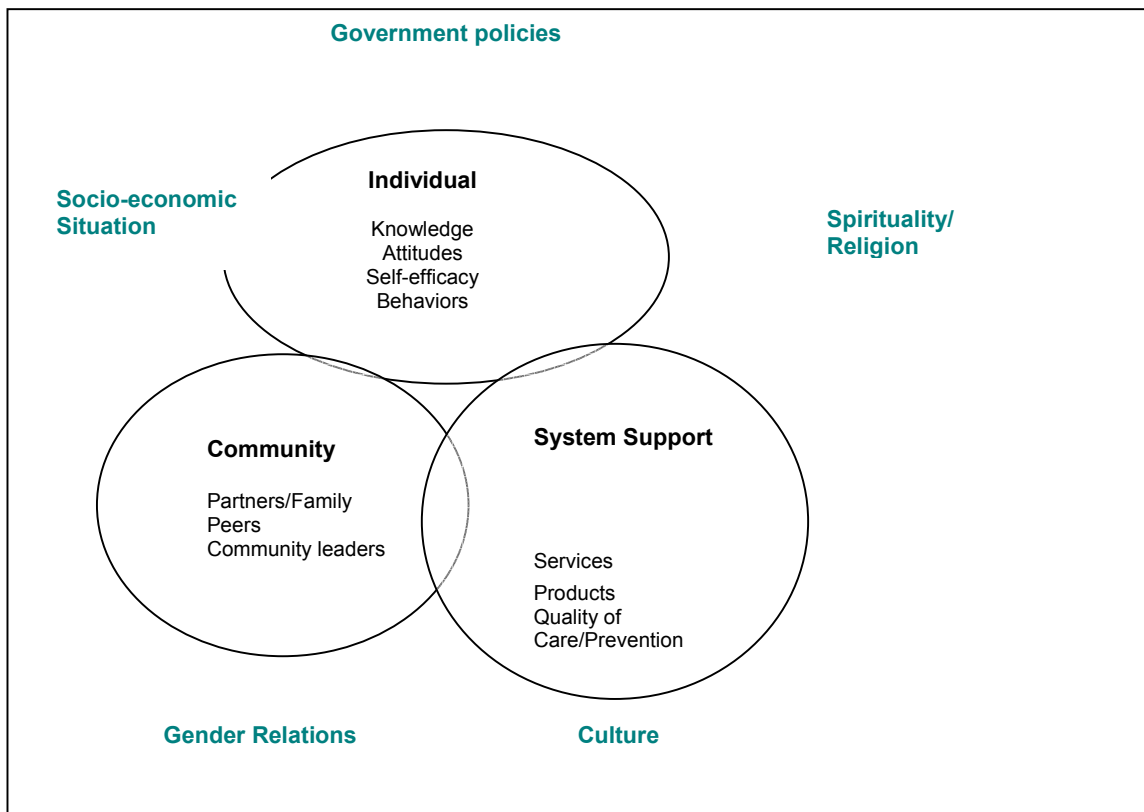 Government policies
Individual
Socio-economic
Situation
Knowledge
Attitudes
Self-efficacy
Behaviors
Spirituality/
Religion
Community
Partners/Family
Peers
Community leaders
System Support
Services
Products
Quality of
Care/Prevention
Gender Relations
Culture